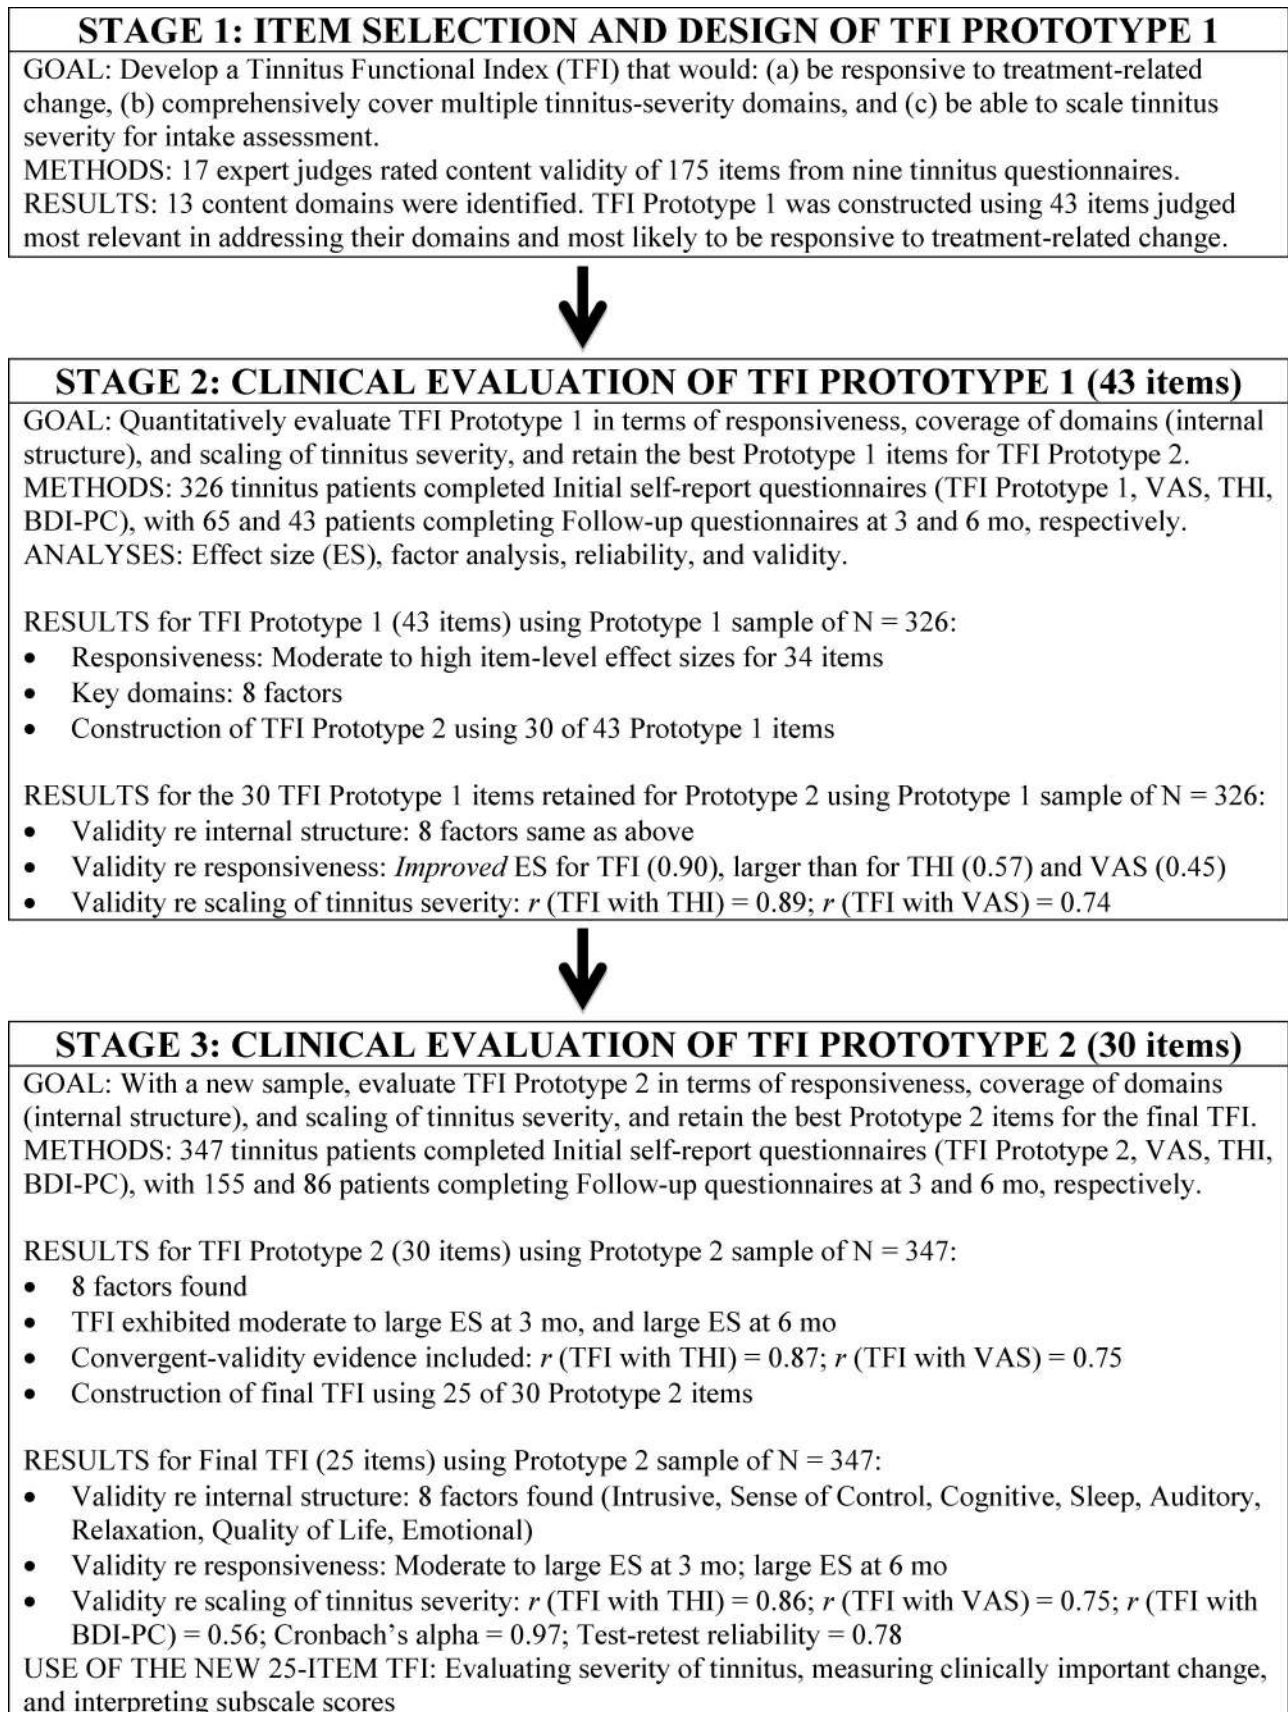 STAGE 1: ITEM SELECTION AND DESIGN OF TFI PROTOTYPE 1
GOAL: Develop a Tinnitus Functional Index (TFI) that would: (a) be responsive to treatment-related
change, (b) comprehensively cover multiple tinnitus-severity domains, and (c) be able to scale tinnitus
severity for intake assessment.
METHODS: 17 expert judges rated content validity of 175 items from nine tinnitus questionnaires.
RESULTS: 13 content domains were identified. TFI Prototype 1 was constructed using 43 items judged
most relevant in addressing their domains and most likely to be responsive to treatment-related change.
STAGE 2: CLINICAL EVALUATION OF TFI PROTOTYPE 1 (43 items)
GOAL: Quantitatively evaluate TFI Prototype 1 in terms of responsiveness, coverage of domains (internal
structure), and scaling of tinnitus severity, and retain the best Prototype 1 items for TFI Prototype 2.
METHODS: 326 tinnitus patients completed Initial self-report questionnaires (TFI Prototype 1, VAS, THI,
BDI-PC), with 65 and 43 patients completing Follow-up questionnaires at 3 and 6 mo, respectively.
ANALYSES: Effect size (ES), factor analysis, reliability, and validity.
RESULTS for TFI Prototype 1 (43 items) using Prototype 1 sample of N = 326:
• Responsiveness: Moderate to high item-level effect sizes for 34 items
• Key domains: 8 factors
• Construction of TFI Prototype 2 using 30 of 43 Prototype 1 items
RESULTS for the 30 TFI Prototype 1 items retained for Prototype 2 using Prototype 1 sample of N = 326:
• Validity re internal structure: 8 factors same as above
• Validity re responsiveness: Improved ES for TFI (0.90), larger than for THI (0.57) and VAS (0.45)
• Validity re scaling of tinnitus severity: r (TFI with THI) = 0.89; r (TFI with VAS) = 0.74
STAGE 3: CLINICAL EVALUATION OF TFI PROTOTYPE 2 (30 items)
GOAL: With a new sample, evaluate TFI Prototype 2 in terms of responsiveness, coverage of domains
(internal structure), and scaling of tinnitus severity, and retain the best Prototype 2 items for the final TFI.
METHODS: 347 tinnitus patients completed Initial self-report questionnaires (TFI Prototype 2, VAS, THI,
BDI-PC), with 155 and 86 patients completing Follow-up questionnaires at 3 and 6 mo, respectively.
RESULTS for TFI Prototype 2 (30 items) using Prototype 2 sample of N = 347:
• 8 factors found
• TFI exhibited moderate to large ES at 3 mo, and large ES at 6 mo
• Convergent-validity evidence included: r (TFI with THI) = 0.87; r (TFI with VAS) = 0.75
• Construction of final TFI using 25 of 30 Prototype 2 items
RESULTS for Final TFI (25 items) using Prototype 2 sample of N = 347:
• Validity re internal structure: 8 factors found (Intrusive, Sense of Control, Cognitive, Sleep, Auditory,
Relaxation, Quality of Life, Emotional)
• Validity re responsiveness: Moderate to large ES at 3 mo; large ES at 6 mo
• Validity re scaling of tinnitus severity: r (TFI with THI) = 0.86; r (TFI with VAS) = 0.75; r (TFI with
BDI-PC) = 0.56; Cronbach's alpha = 0.97; Test-retest reliability = 0.78
USE OF THE NEW 25-ITEM TFI: Evaluating severity of tinnitus, measuring clinically important change,
and interpreting subscale scores